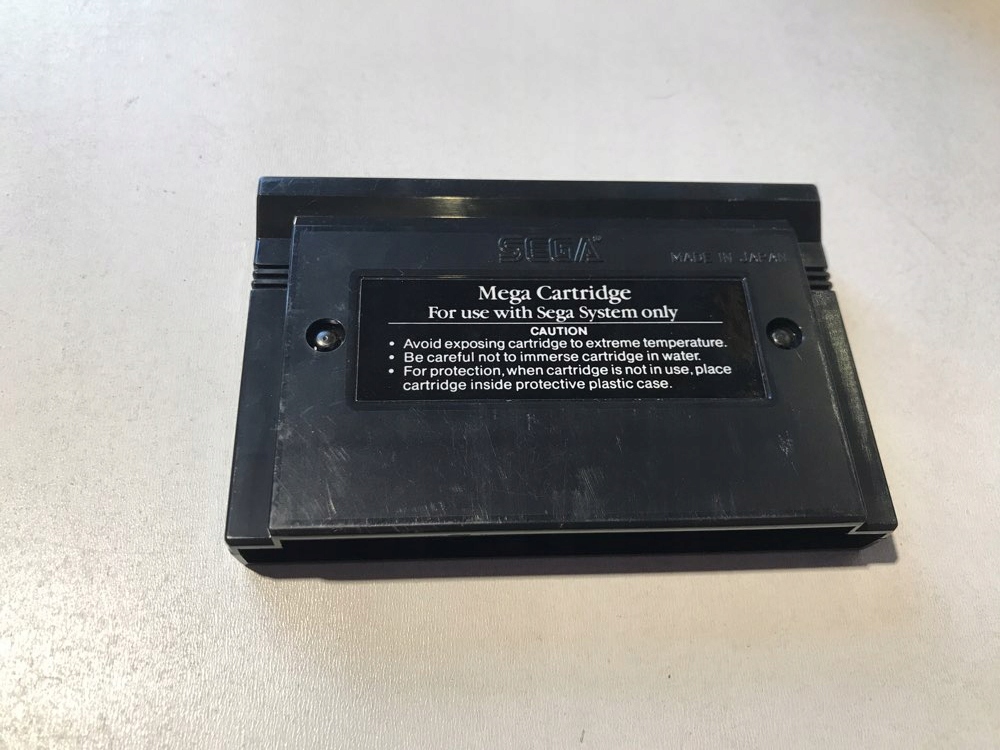 SEGA
MADE IN JAPAN
Mega Cartridge
For use with Sega System only
CAUTION
• Avoid exposing cartridge to extreme temperature.
• Be careful not to immerse cartridge in water.
• For protection, when cartridge is not in use, place
cartridge inside protective plastic case.